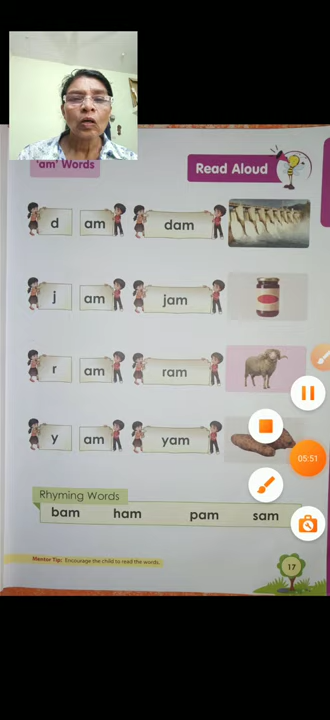 'am' Words
Read Aloud
d am dam
j am jam
r am ram
y am yam
05:51
Rhyming Words
bam ham pam sam
Mentor Tip: Encourage the child to read the words.
17